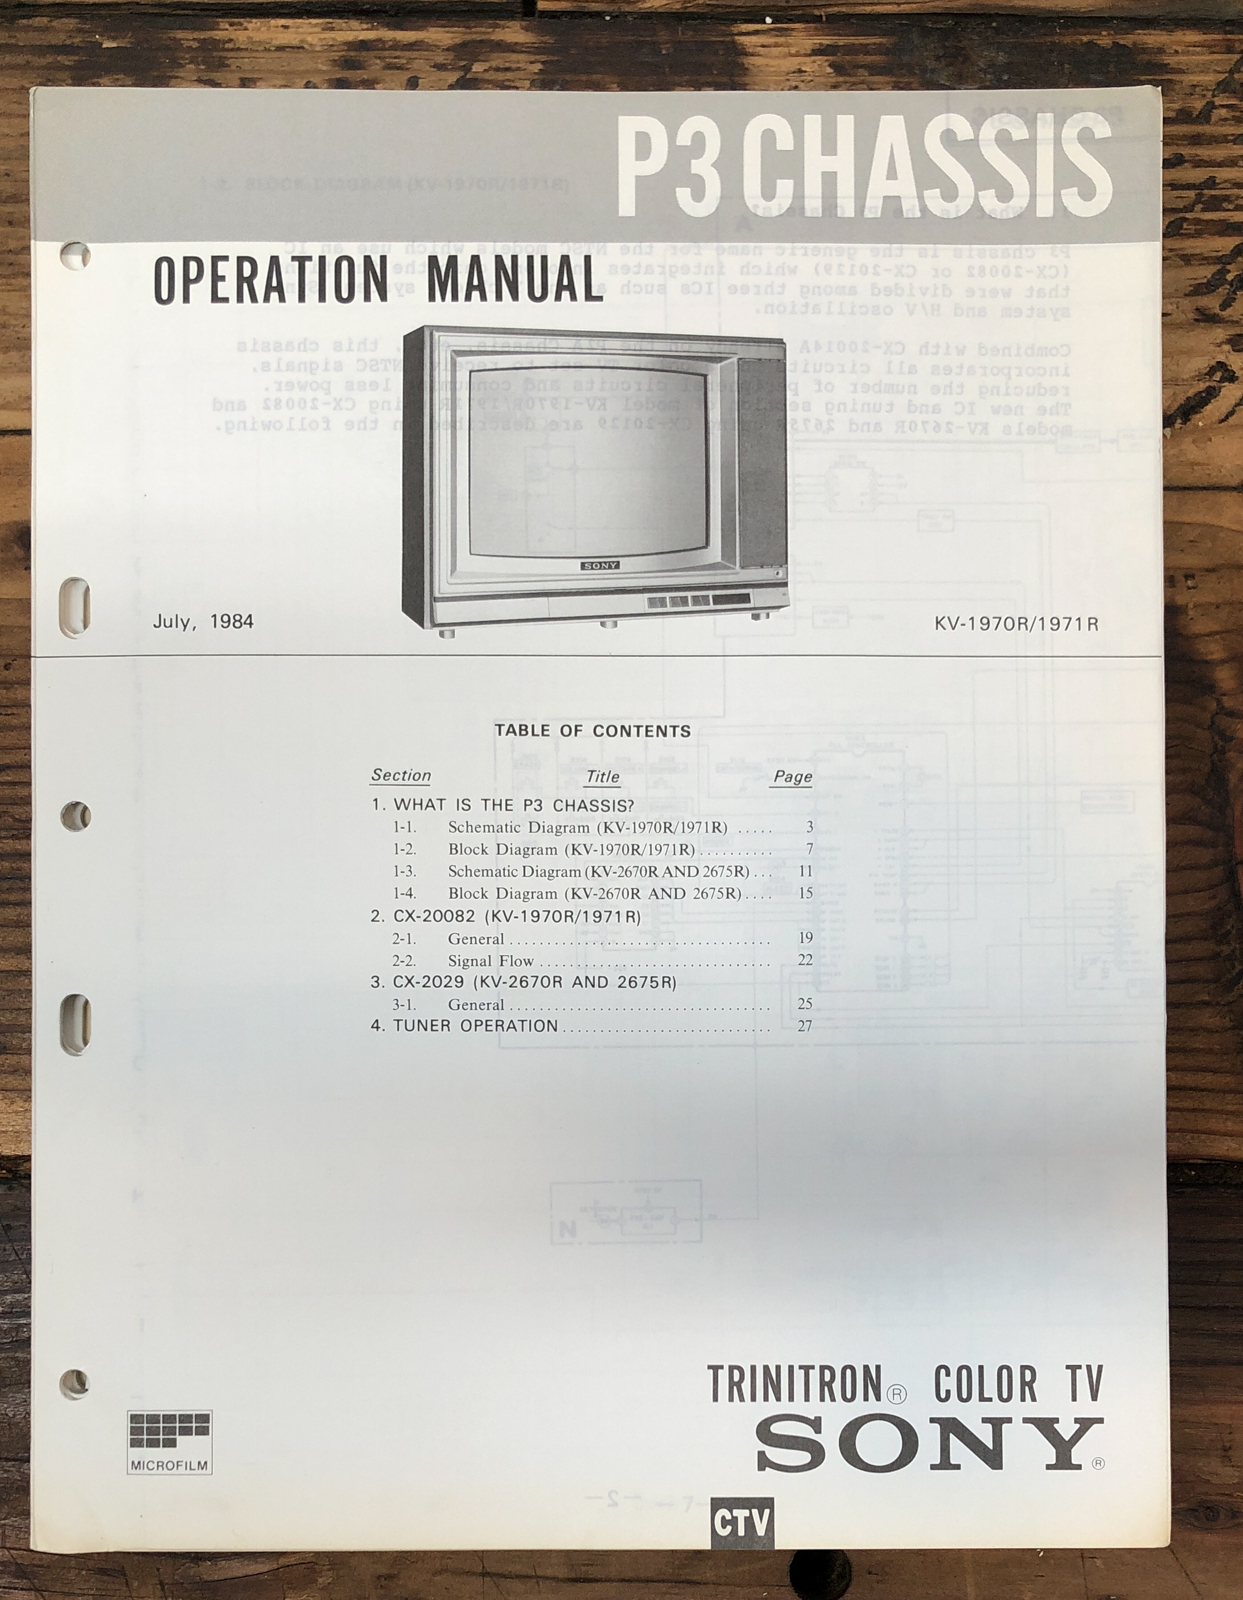 P3 CHASSIS
OPERATION MANUAL
SONY
July, 1984
KV-1970R/1971R
TABLE OF CONTENTS
Section Title Page
1. WHAT IS THE P3 CHASSIS?
1-1. Schematic Diagram (KV-1970R/1971R) ..... 3
1-2. Block Diagram (KV-1970R/1971R) .......... 7
1-3. Schematic Diagram (KV-2670R AND 2675R) ... 11
1-4. Block Diagram (KV-2670R AND 2675R) .... 15
2. CX-20082 (KV-1970R/1971R)
2-1. General ................................... 19
2-2. Signal Flow ............................... 22
3. CX-2029 (KV-2670R AND 2675R)
3-1. General ................................... 25
4. TUNER OPERATION ............................ 27
TRINITRON® COLOR TV
SONY®
MICROFILM
CTV